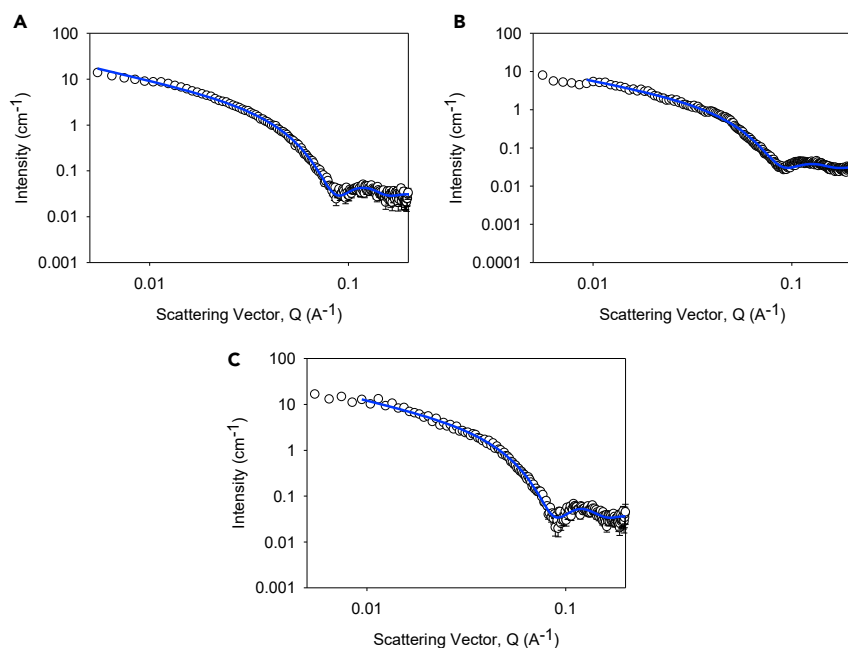 A
100
10
1
0.1
0.01
0.001
0.01
0.1
Intensity (cm-1)
Scattering Vector, Q (A-1)
B
100
10
1
0.1
0.01
0.001
0.0001
0.01
0.1
Intensity (cm-1)
Scattering Vector, Q (A-1)
C
100
10
1
0.1
0.01
0.001
0.01
0.1
Intensity (cm-1)
Scattering Vector, Q (A-1)